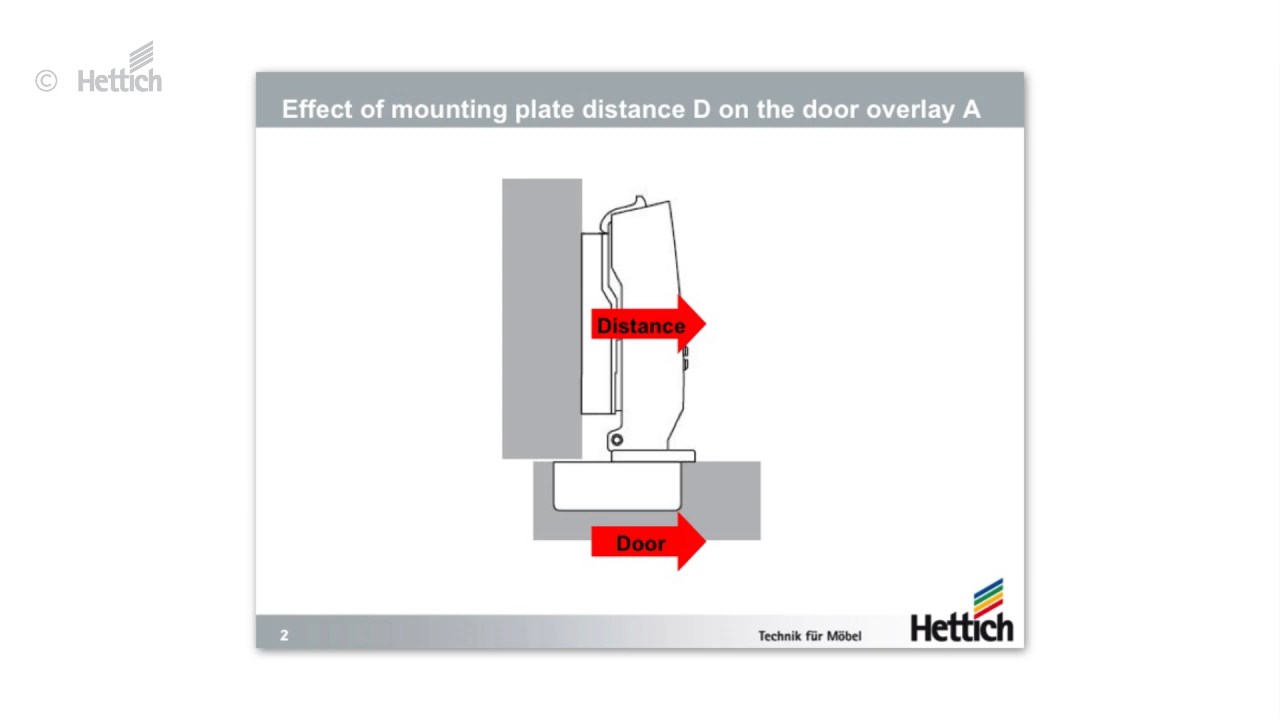 © Hettich
Effect of mounting plate distance D on the door overlay A
Distance
Door
2
Technik für Möbel
Hettich